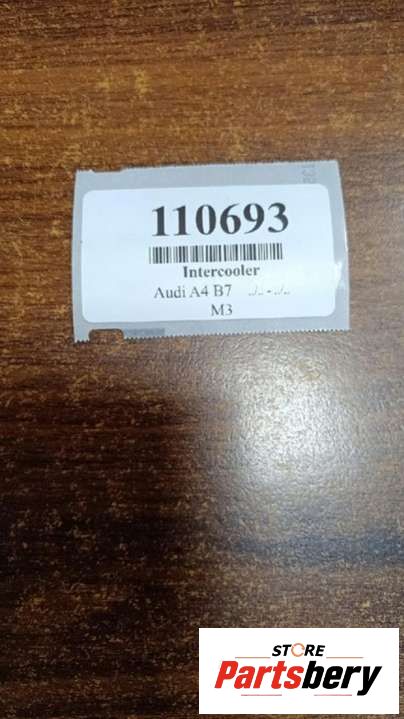 110693
Intercooler
Audi A4 B7 ../.. - ../..
M3
STORE
Partsbery